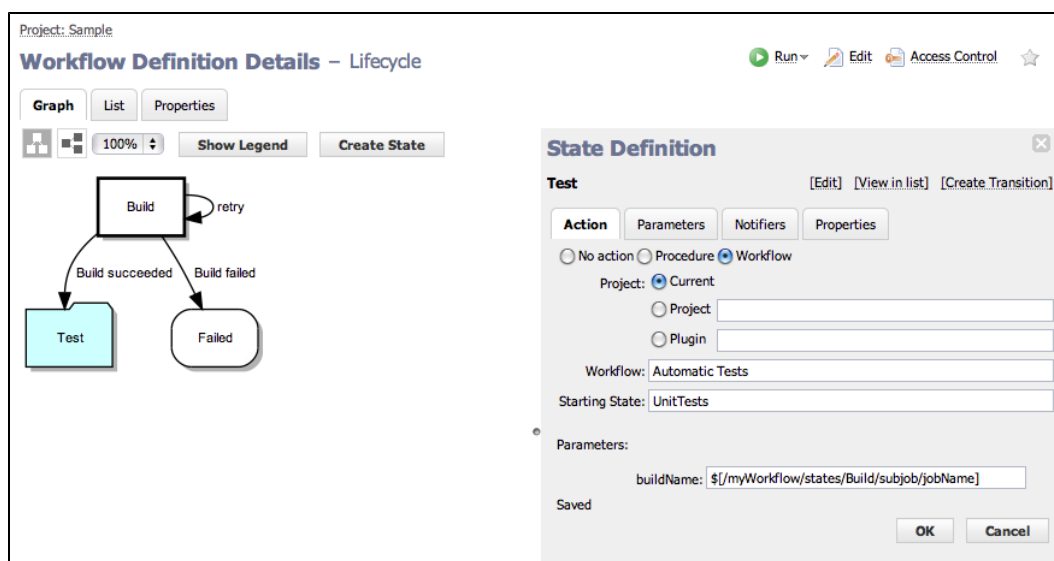 Project: Sample
Workflow Definition Details – Lifecycle
Run Edit Access Control
Graph List Properties
100% Show Legend Create State
Build
retry
Build succeeded Build failed
Test Failed
State Definition
Test [Edit] [View in list] [Create Transition]
Action Parameters Notifiers Properties
No action Procedure Workflow
Project: Current
Project
Plugin
Workflow: Automatic Tests
Starting State: UnitTests
Parameters:
buildName: $[/myWorkflow/states/Build/subjob/jobName]
Saved
OK Cancel